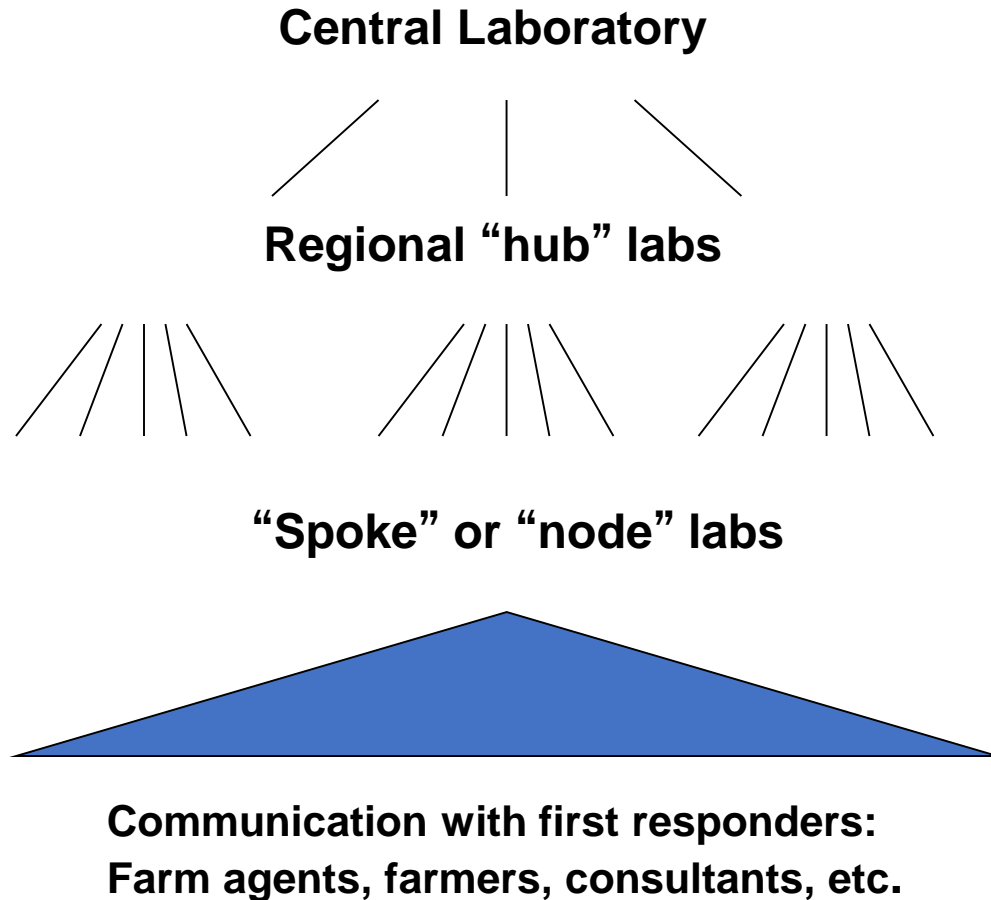 Central Laboratory
Regional “hub” labs
“Spoke” or “node” labs
Communication with first responders:
Farm agents, farmers, consultants, etc.